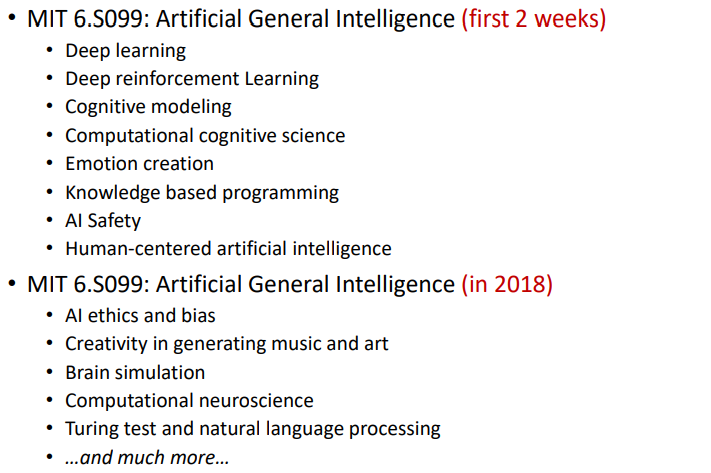 • MIT 6.S099: Artificial General Intelligence (first 2 weeks)
• Deep learning
• Deep reinforcement Learning
• Cognitive modeling
• Computational cognitive science
• Emotion creation
• Knowledge based programming
• AI Safety
• Human-centered artificial intelligence
• MIT 6.S099: Artificial General Intelligence (in 2018)
• AI ethics and bias
• Creativity in generating music and art
• Brain simulation
• Computational neuroscience
• Turing test and natural language processing
• …and much more…